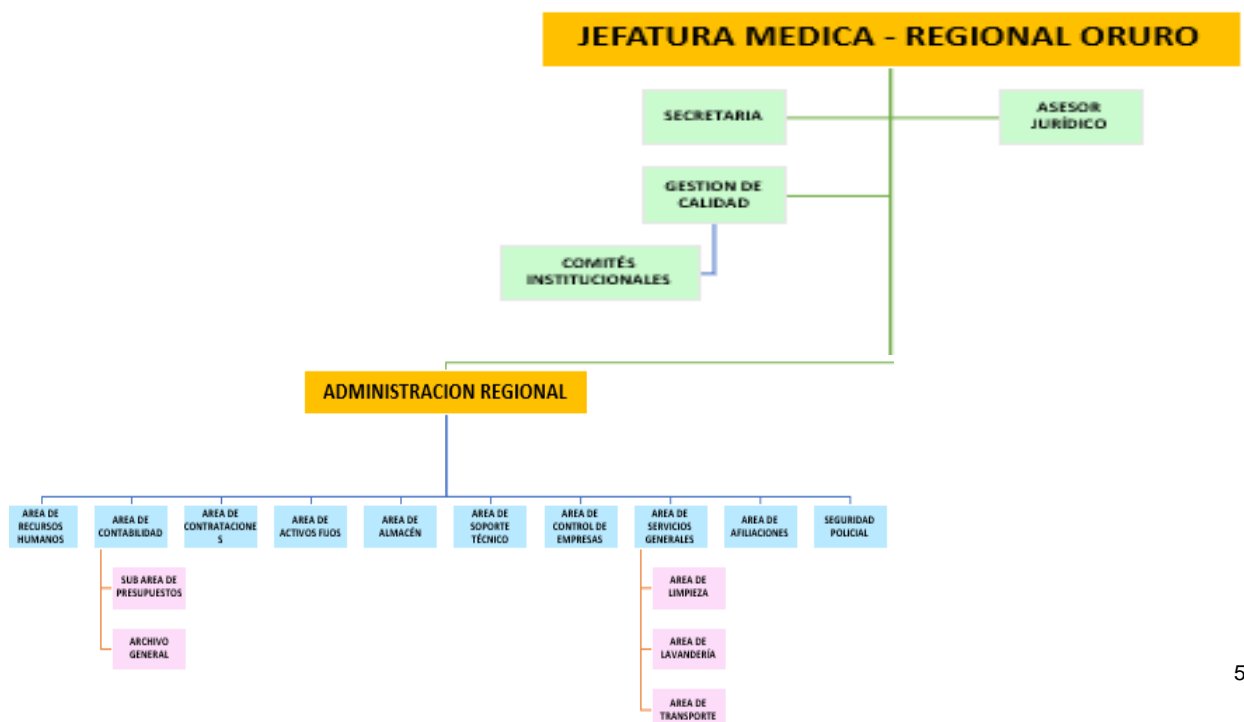 JEFATURA MEDICA - REGIONAL ORURO
SECRETARIA
ASESOR
JURÍDICO
GESTION DE
CALIDAD
COMITÉS
INSTITUCIONALES
ADMINISTRACION REGIONAL
AREA DE
RECURSOS
HUMANOS
AREA DE
CONTABILIDAD
AREA DE
CONTRATACIONE
S
AREA DE
ACTIVOS FIJOS
AREA DE
ALMACÉN
AREA DE
SOPORTE
TÉCNICO
AREA DE
CONTROL DE
EMPRESAS
AREA DE
SERVICIOS
GENERALES
AREA DE
AFILIACIONES
SEGURIDAD
POLICIAL
SUB AREA DE
PRESUPUESTOS
ARCHIVO
GENERAL
AREA DE
LIMPIEZA
AREA DE
LAVANDERÍA
AREA DE
TRANSPORTE
5